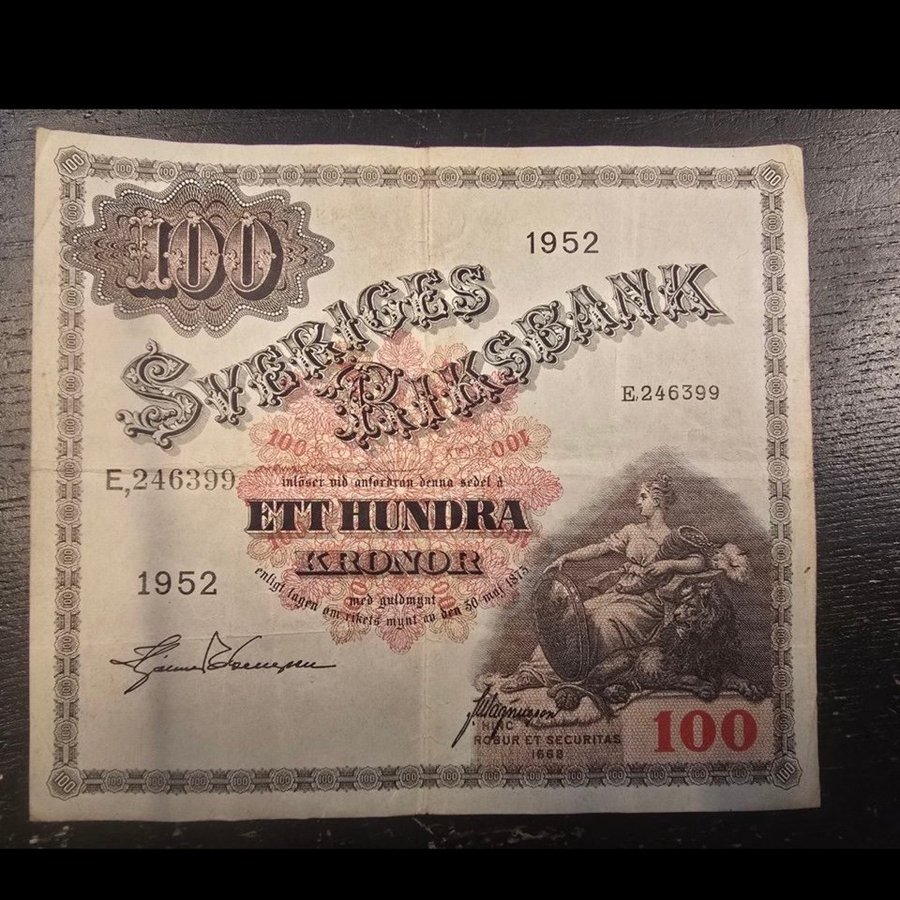 100
1952
SVERIGES
RIKSBANK
E,246399
E,246399
100 100
inlöser vid anfordran denna sedel å
ETT HUNDRA
KRONOR
med guldmynt
enligt lagen om rikets mynt av den 30 maj 1873
1952
HINC
ROBUR ET SECURITAS
1668
100